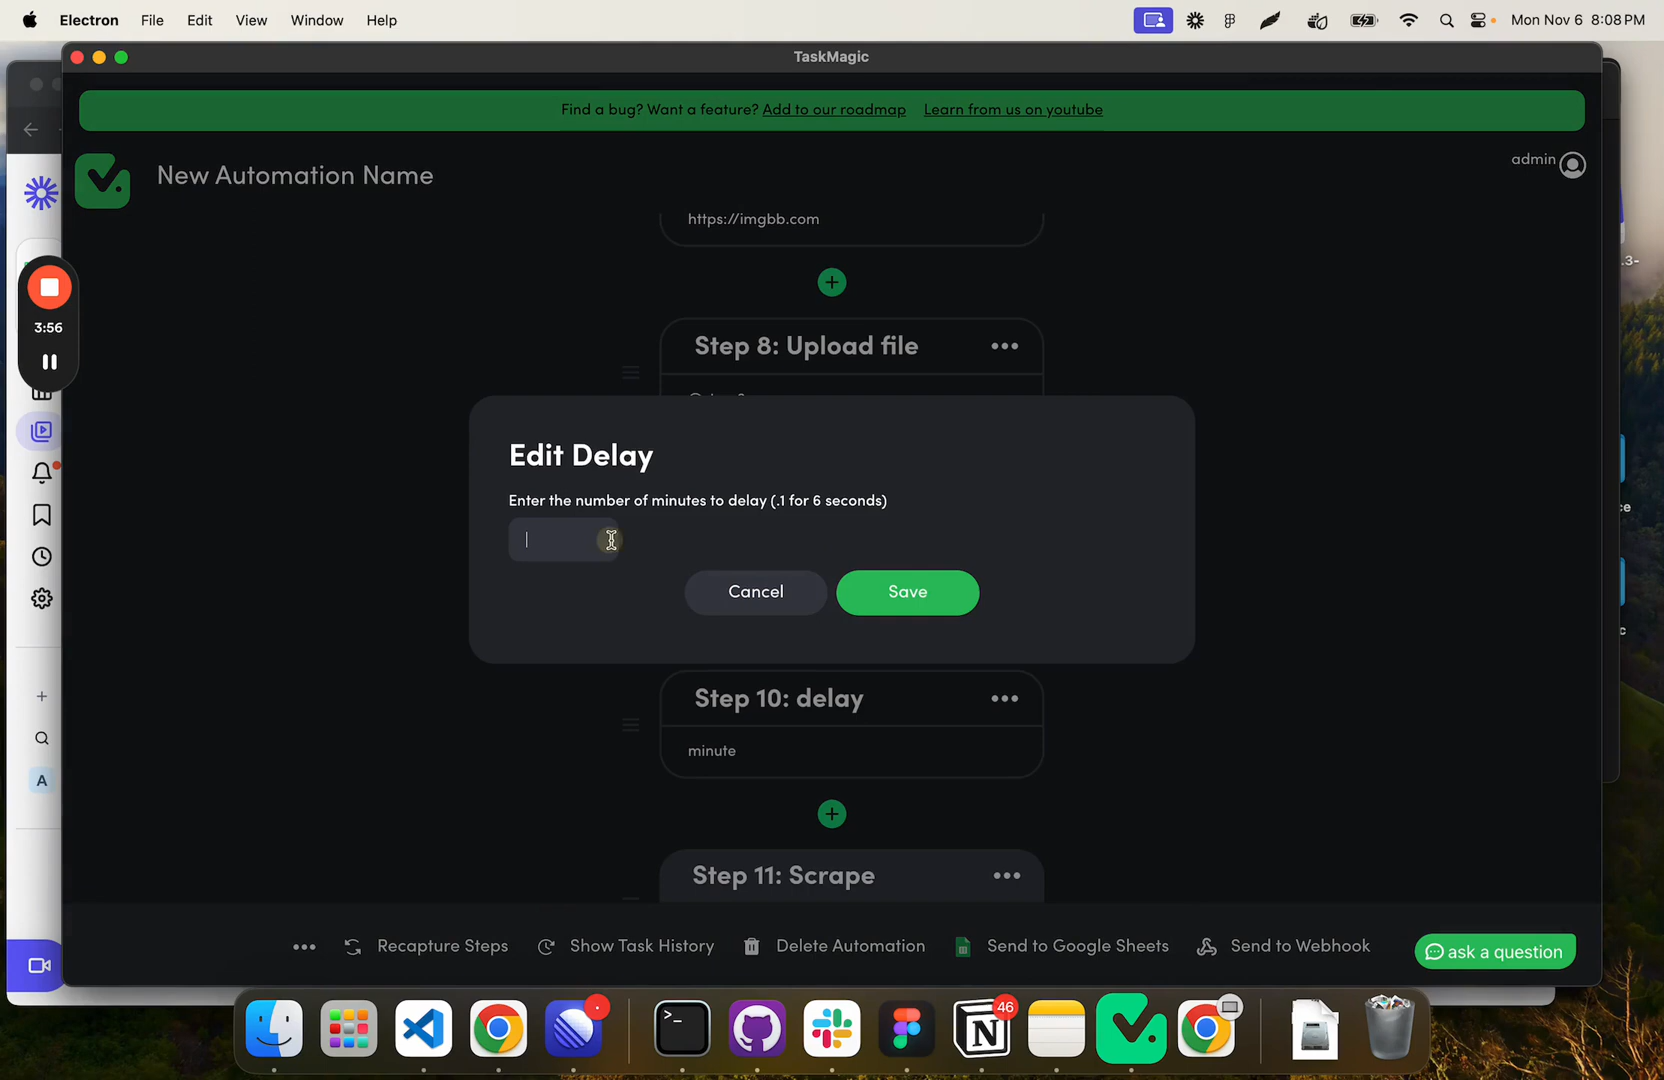 Electron File Edit View Window Help
Mon Nov 6 8:08 PM
TaskMagic
Find a bug? Want a feature? Add to our roadmap Learn from us on youtube
New Automation Name
admin
https://imgbb.com
.3-
3:56
Step 8: Upload file
Edit Delay
Enter the number of minutes to delay (.1 for 6 seconds)
Cancel
Save
Step 10: delay
minute
A
Step 11: Scrape
Recapture Steps
Show Task History
Delete Automation
Send to Google Sheets
Send to Webhook
ask a question
46